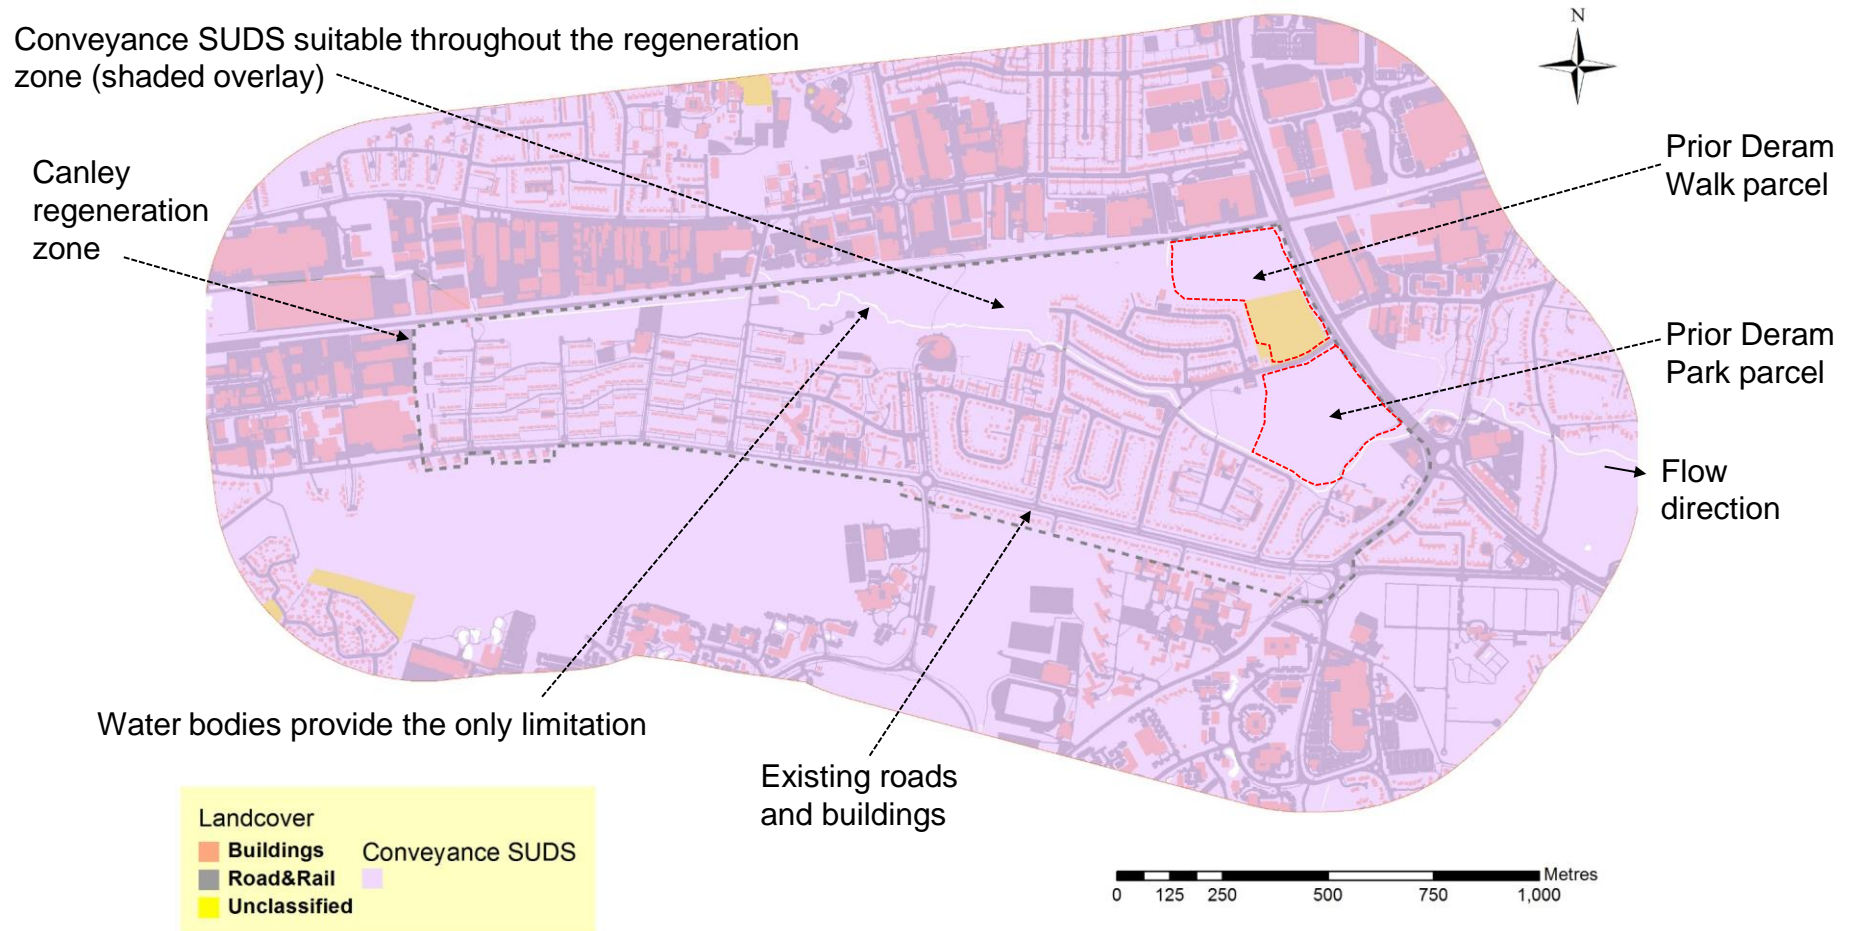 Conveyance SUDS suitable throughout the regeneration
zone (shaded overlay)
N
Canley
regeneration
zone
Prior Deram
Walk parcel
Prior Deram
Park parcel
Flow
direction
Water bodies provide the only limitation
Existing roads
and buildings
Landcover
Buildings
Road&Rail
Unclassified
Conveyance SUDS
Metres
0 125 250 500 750 1,000